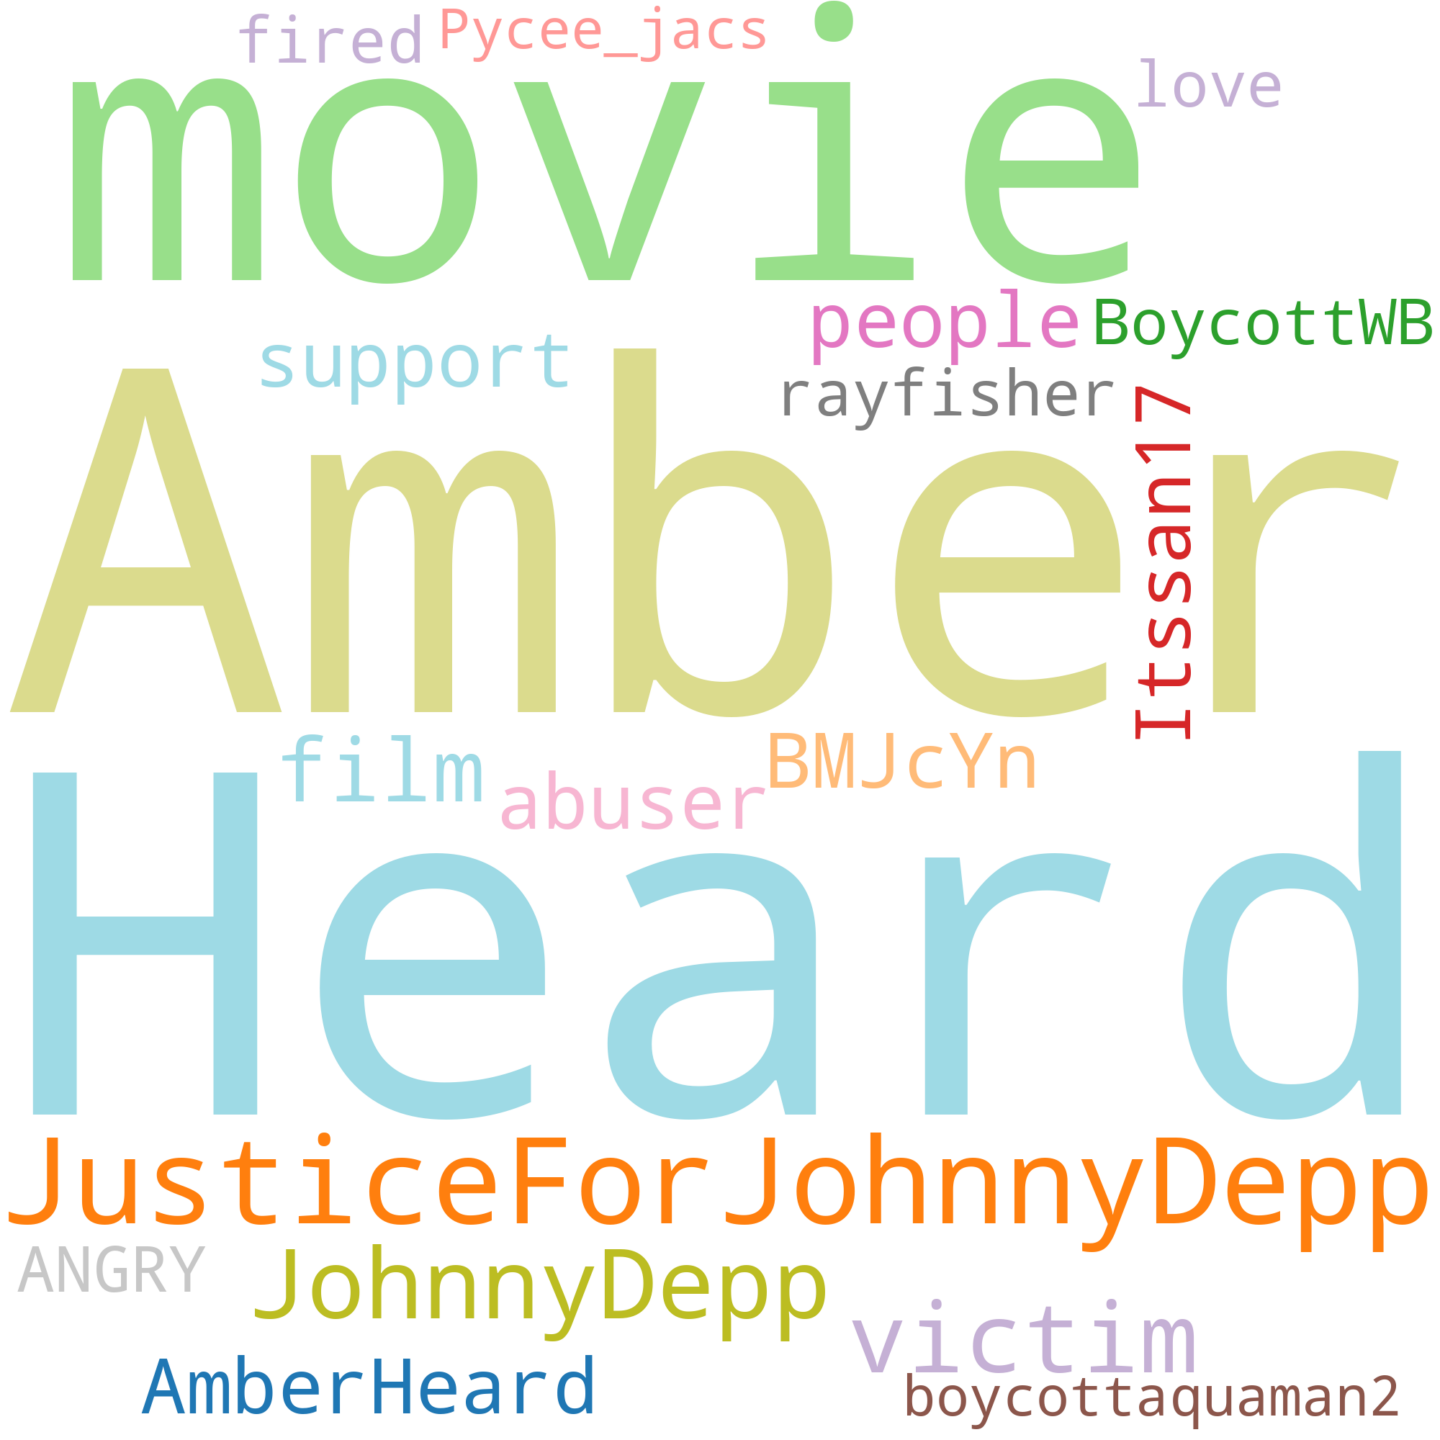 fired
Pycee_jacs
movie
love
people
BoycottWB
support
rayfisher
Amber
Itssan17
film
BMJcYn
abuser
Heard
JusticeForJohnnyDepp
ANGRY
JohnnyDepp
victim
AmberHeard
boycottaquaman2